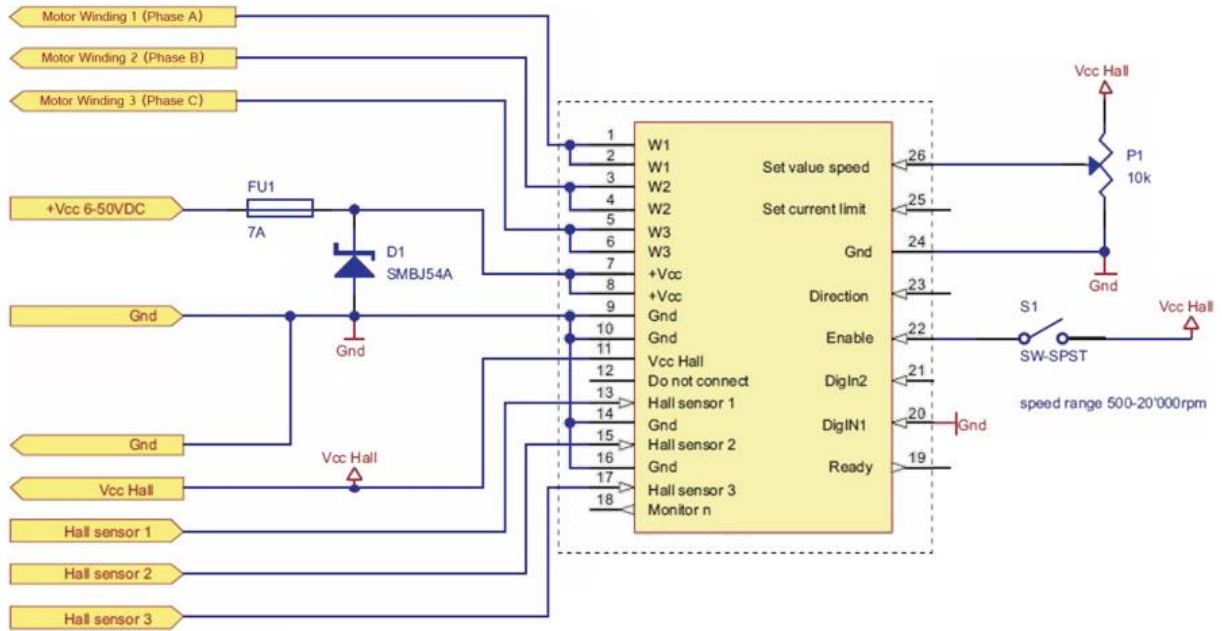 Motor Winding 1 (Phase A)
Motor Winding 2 (Phase B)
Motor Winding 3 (Phase C)
+Vcc 6-50VDC
FU1
7A
D1
SMBJ54A
Gnd
Gnd
Gnd
Vcc Hall
Vcc Hall
Hall sensor 1
Hall sensor 2
Hall sensor 3
1 W1
2 W1
3 W2
4 W2
5 W3
6 W3
7 +Vcc
8 +Vcc
9 Gnd
10 Gnd
11 Vcc Hall
12 Do not connect
13 Hall sensor 1
14 Gnd
15 Hall sensor 2
16 Gnd
17 Hall sensor 3
18 Monitor n
Set value speed 26
Set current limit 25
Gnd 24
Direction 23
Enable 22
DigIn2 21
DigIN1 20
Ready 19
Vcc Hall
P1
10k
Gnd
S1
SW-SPST
Vcc Hall
speed range 500-20'000rpm
Gnd